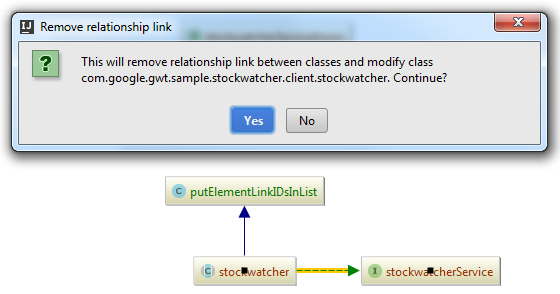 Remove relationship link
This will remove relationship link between classes and modify class
com.google.gwt.sample.stockwatcher.client.stockwatcher. Continue?
Yes
No
C putElementLinkIDsInList
C stockwatcher
I stockwatcherService